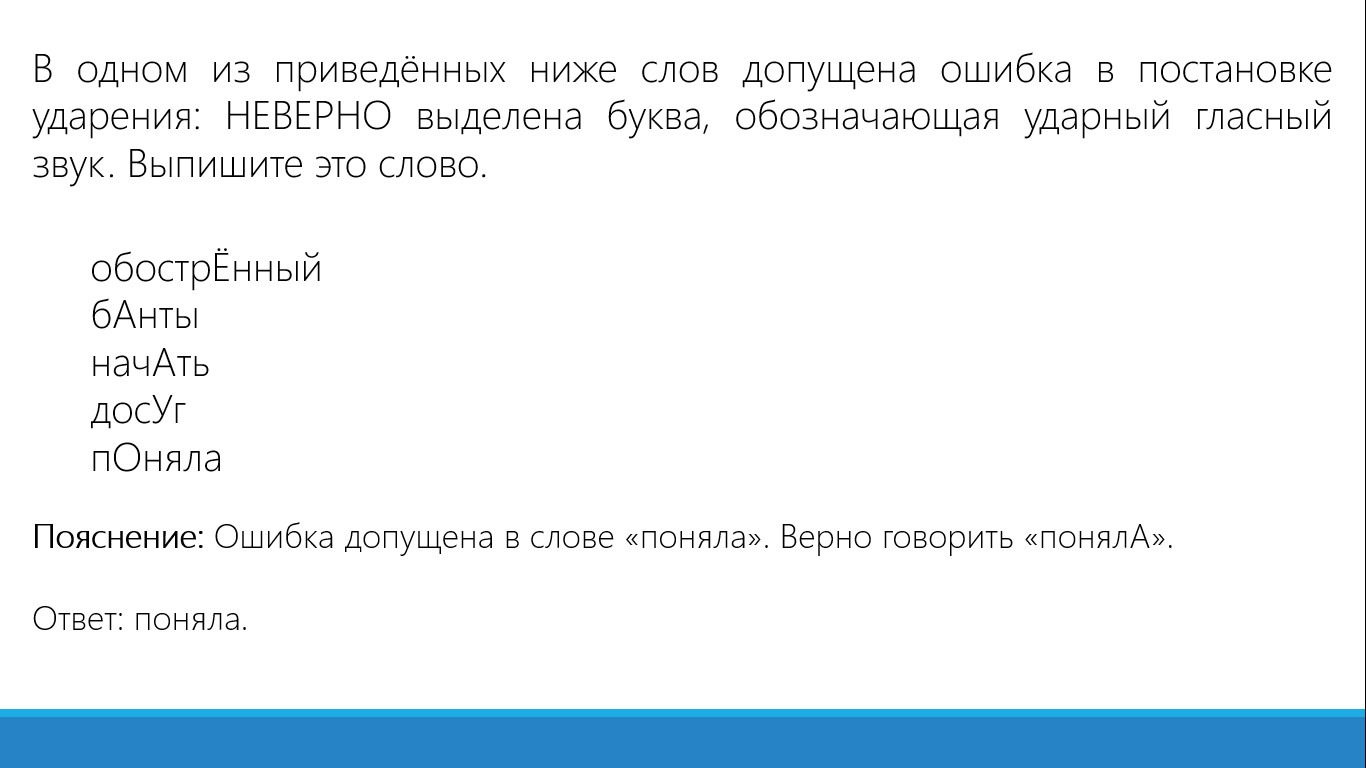 В одном из приведённых ниже слов допущена ошибка в постановке
ударения: НЕВЕРНО выделена буква, обозначающая ударный гласный
звук. Выпишите это слово.
обострЁнный
бАнты
начАть
досУг
пОняла
Пояснение: Ошибка допущена в слове «поняла». Верно говорить «понялА».
Ответ: поняла.